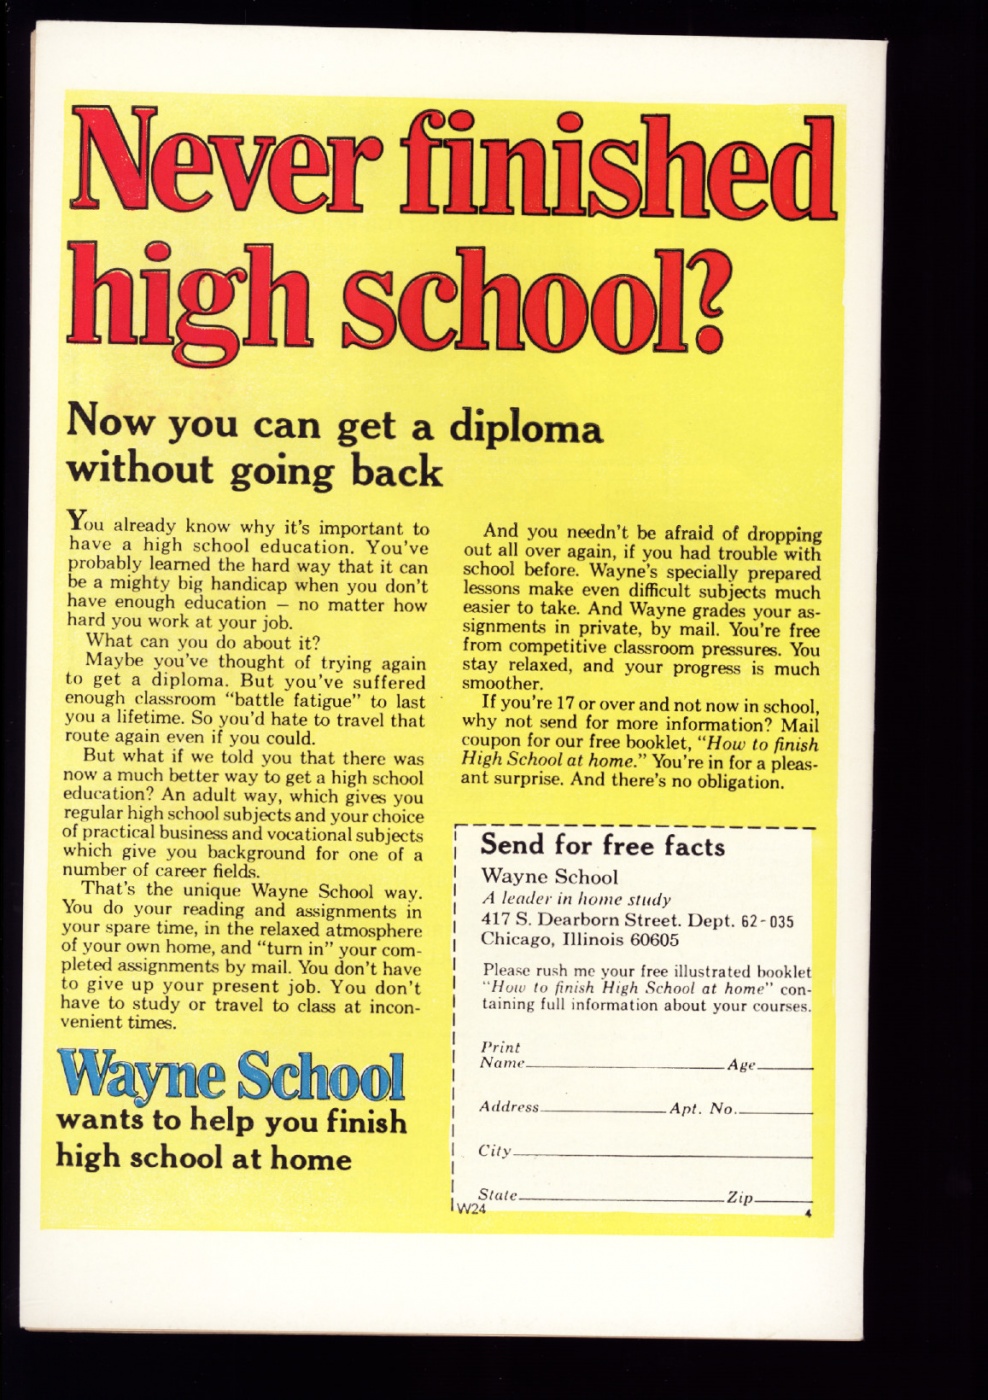 Never finished
high school?
Now you can get a diploma
without going back
You already know why it's important to
have a high school education. You've
probably learned the hard way that it can
be a mighty big handicap when you don't
have enough education — no matter how
hard you work at your job.
What can you do about it?
Maybe you've thought of trying again
to get a diploma. But you've suffered
enough classroom "battle fatigue" to last
you a lifetime. So you'd hate to travel that
route again even if you could.
But what if we told you that there was
now a much better way to get a high school
education? An adult way, which gives you
regular high school subjects and your choice
of practical business and vocational subjects
which give you background for one of a
number of career fields.
That's the unique Wayne School way.
You do your reading and assignments in
your spare time, in the relaxed atmosphere
of your own home, and "turn in" your com-
pleted assignments by mail. You don't have
to give up your present job. You don't
have to study or travel to class at incon-
venient times.
Wayne School
wants to help you finish
high school at home
And you needn't be afraid of dropping
out all over again, if you had trouble with
school before. Wayne's specially prepared
lessons make even difficult subjects much
easier to take. And Wayne grades your as-
signments in private, by mail. You're free
from competitive classroom pressures. You
stay relaxed, and your progress is much
smoother.
If you're 17 or over and not now in school,
why not send for more information? Mail
coupon for our free booklet, "How to finish
High School at home." You're in for a pleas-
ant surprise. And there's no obligation.
Send for free facts
Wayne School
A leader in home study
417 S. Dearborn Street. Dept. 62-035
Chicago, Illinois 60605
Please rush me your free illustrated booklet
"How to finish High School at home" con-
taining full information about your courses.
Print
Name Age
Address Apt. No.
City
State Zip
W24 4